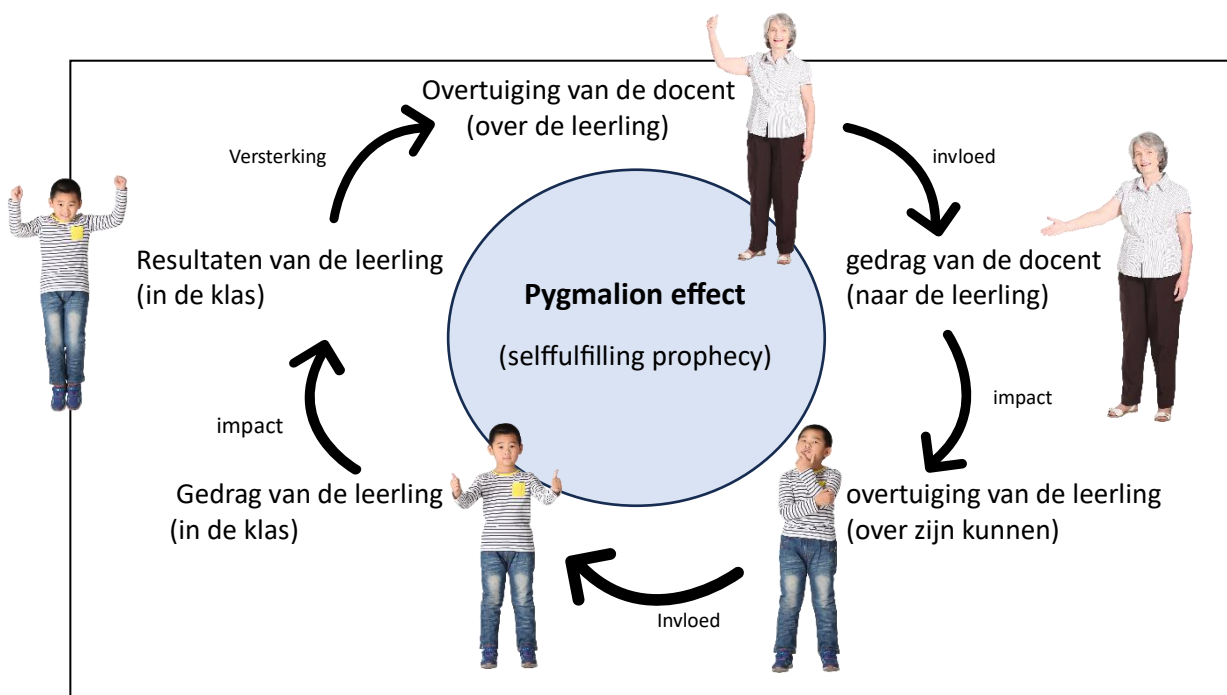 Overtuiging van de docent
(over de leerling)
invloed
gedrag van de docent
(naar de leerling)
impact
overtuiging van de leerling
(over zijn kunnen)
Invloed
Gedrag van de leerling
(in de klas)
impact
Resultaten van de leerling
(in de klas)
Versterking
Pygmalion effect
(selffulfilling prophecy)